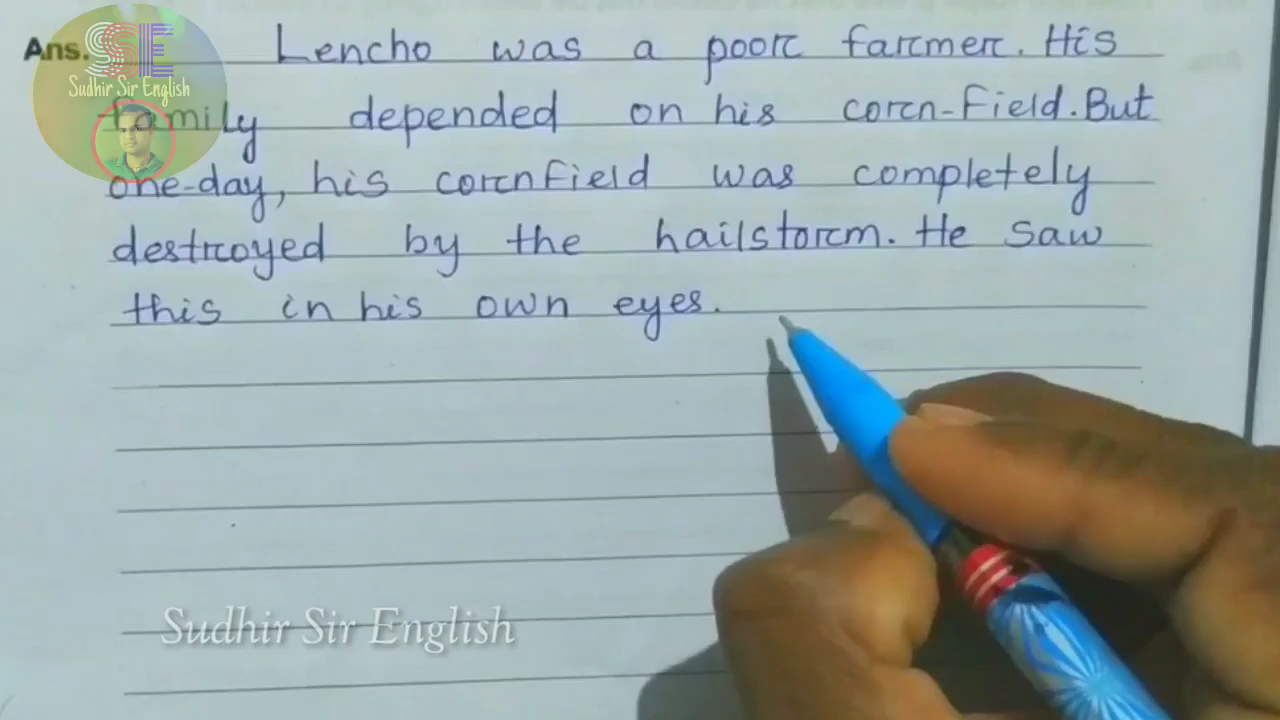 Ans. Lencho was a poor farmer. His
family depended on his corn-field. But
one-day, his cornfield was completely
destroyed by the hailstorm. He saw
this in his own eyes.
SE
Sudhir Sir English
Sudhir Sir English